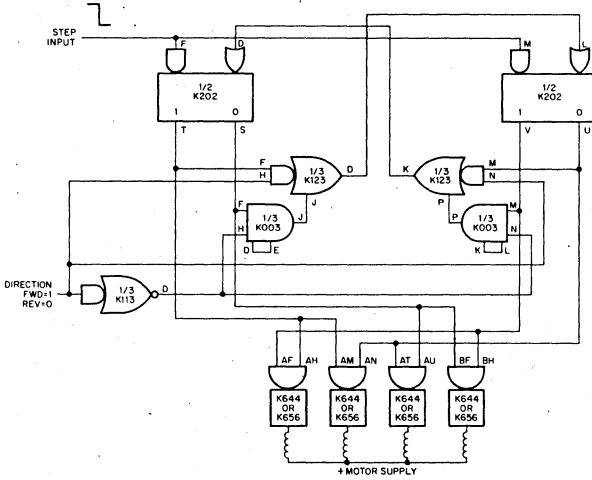 STEP
INPUT
F D M L
1/2
K202
1 0
T S
1/2
K202
1 0
V U
F
H
1/3
K123
D
J
K
1/3
K123
M
N
P
F
H
1/3
K003
J
D E
P
1/3
K003
M
N
K L
DIRECTION
FWD=1
REV=0
1/3
K113
D
AF AH AM AN AT AU BF BH
K644
OR
K656
K644
OR
K656
K644
OR
K656
K644
OR
K656
+ MOTOR SUPPLY